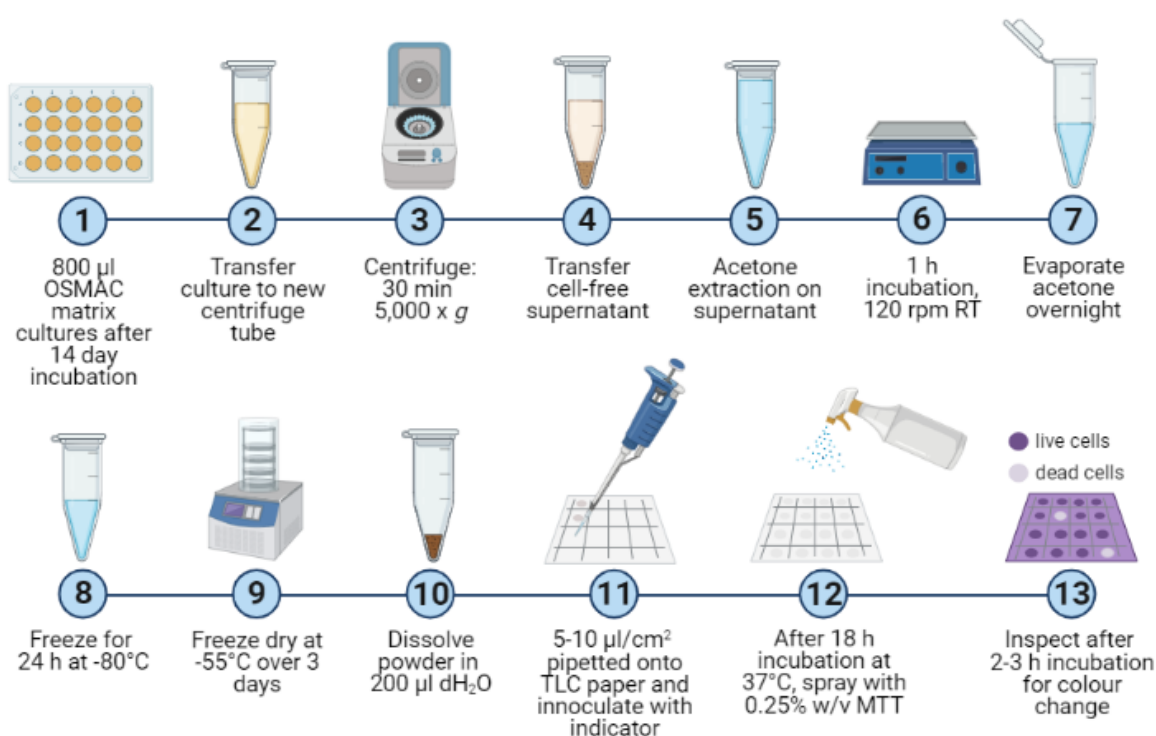 1
800 µl
OSMAC
matrix
cultures after
14 day
incubation
2
Transfer
culture to new
centrifuge
tube
3
Centrifuge:
30 min
5,000 x g
4
Transfer
cell-free
supernatant
5
Acetone
extraction on
supernatant
6
1 h
incubation,
120 rpm RT
7
Evaporate
acetone
overnight
8
Freeze for
24 h at -80°C
9
Freeze dry at
-55°C over 3
days
10
Dissolve
powder in
200 µl dH₂O
11
5-10 µl/cm²
pipetted onto
TLC paper and
innoculate with
indicator
12
After 18 h
incubation at
37°C, spray with
0.25% w/v MTT
live cells
dead cells
13
Inspect after
2-3 h incubation
for colour
change